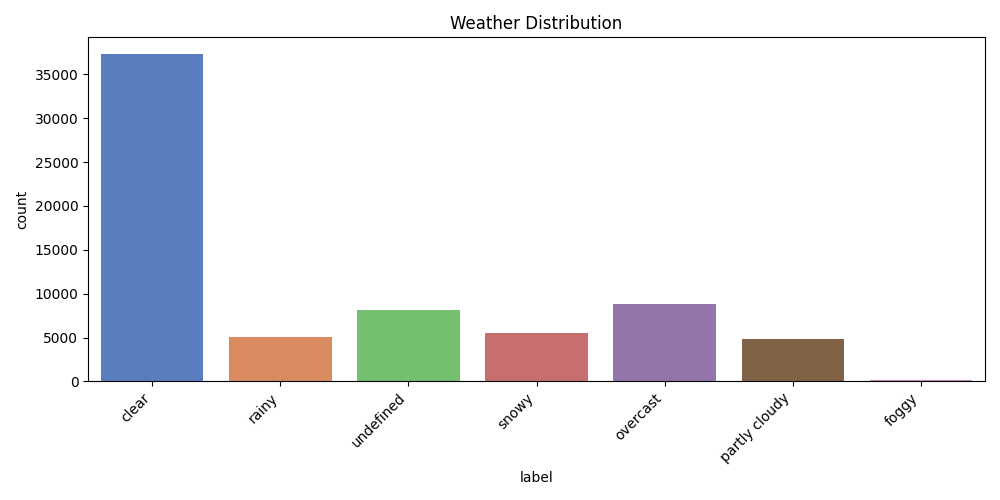 Weather Distribution
count
35000
30000
25000
20000
15000
10000
5000
0
clear
rainy
undefined
snowy
overcast
partly cloudy
foggy
label